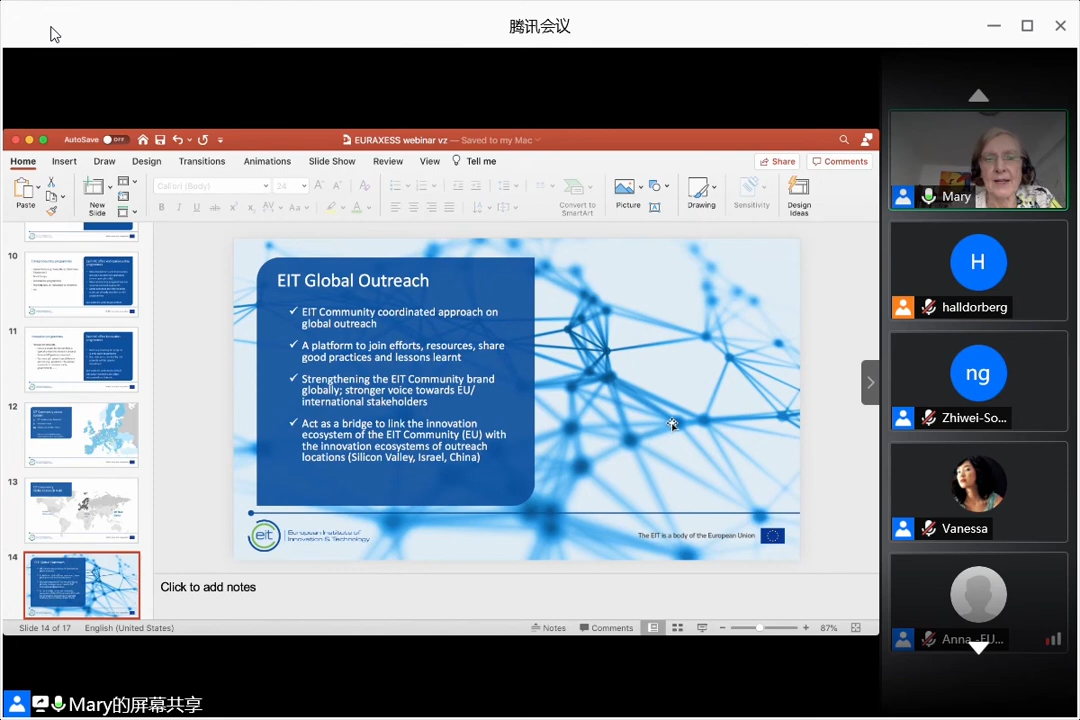 腾讯会议
AutoSave
OFF
EURAXESS webinar vz — Saved to my Mac
Home
Insert
Draw
Design
Transitions
Animations
Slide Show
Review
View
Tell me
Share
Comments
Paste
New
Slide
Calibri (Body)
24
Convert to
SmartArt
Picture
Drawing
Sensitivity
Design
Ideas
10
11
12
13
14
EIT Global Outreach
✓ EIT Community coordinated approach on
global outreach
✓ A platform to join efforts, resources, share
good practices and lessons learnt
✓ Strengthening the EIT Community brand
globally; stronger voice towards EU/
international stakeholders
✓ Act as a bridge to link the innovation
ecosystem of the EIT Community (EU) with
the innovation ecosystems of outreach
locations (Silicon Valley, Israel, China)
eit
European Institute of
Innovation & Technology
The EIT is a body of the European Union
Click to add notes
Slide 14 of 17
English (United States)
Notes
Comments
87%
Mary
H
halldorberg
ng
Zhiwei-So...
Vanessa
Anna -EU...
Mary的屏幕共享